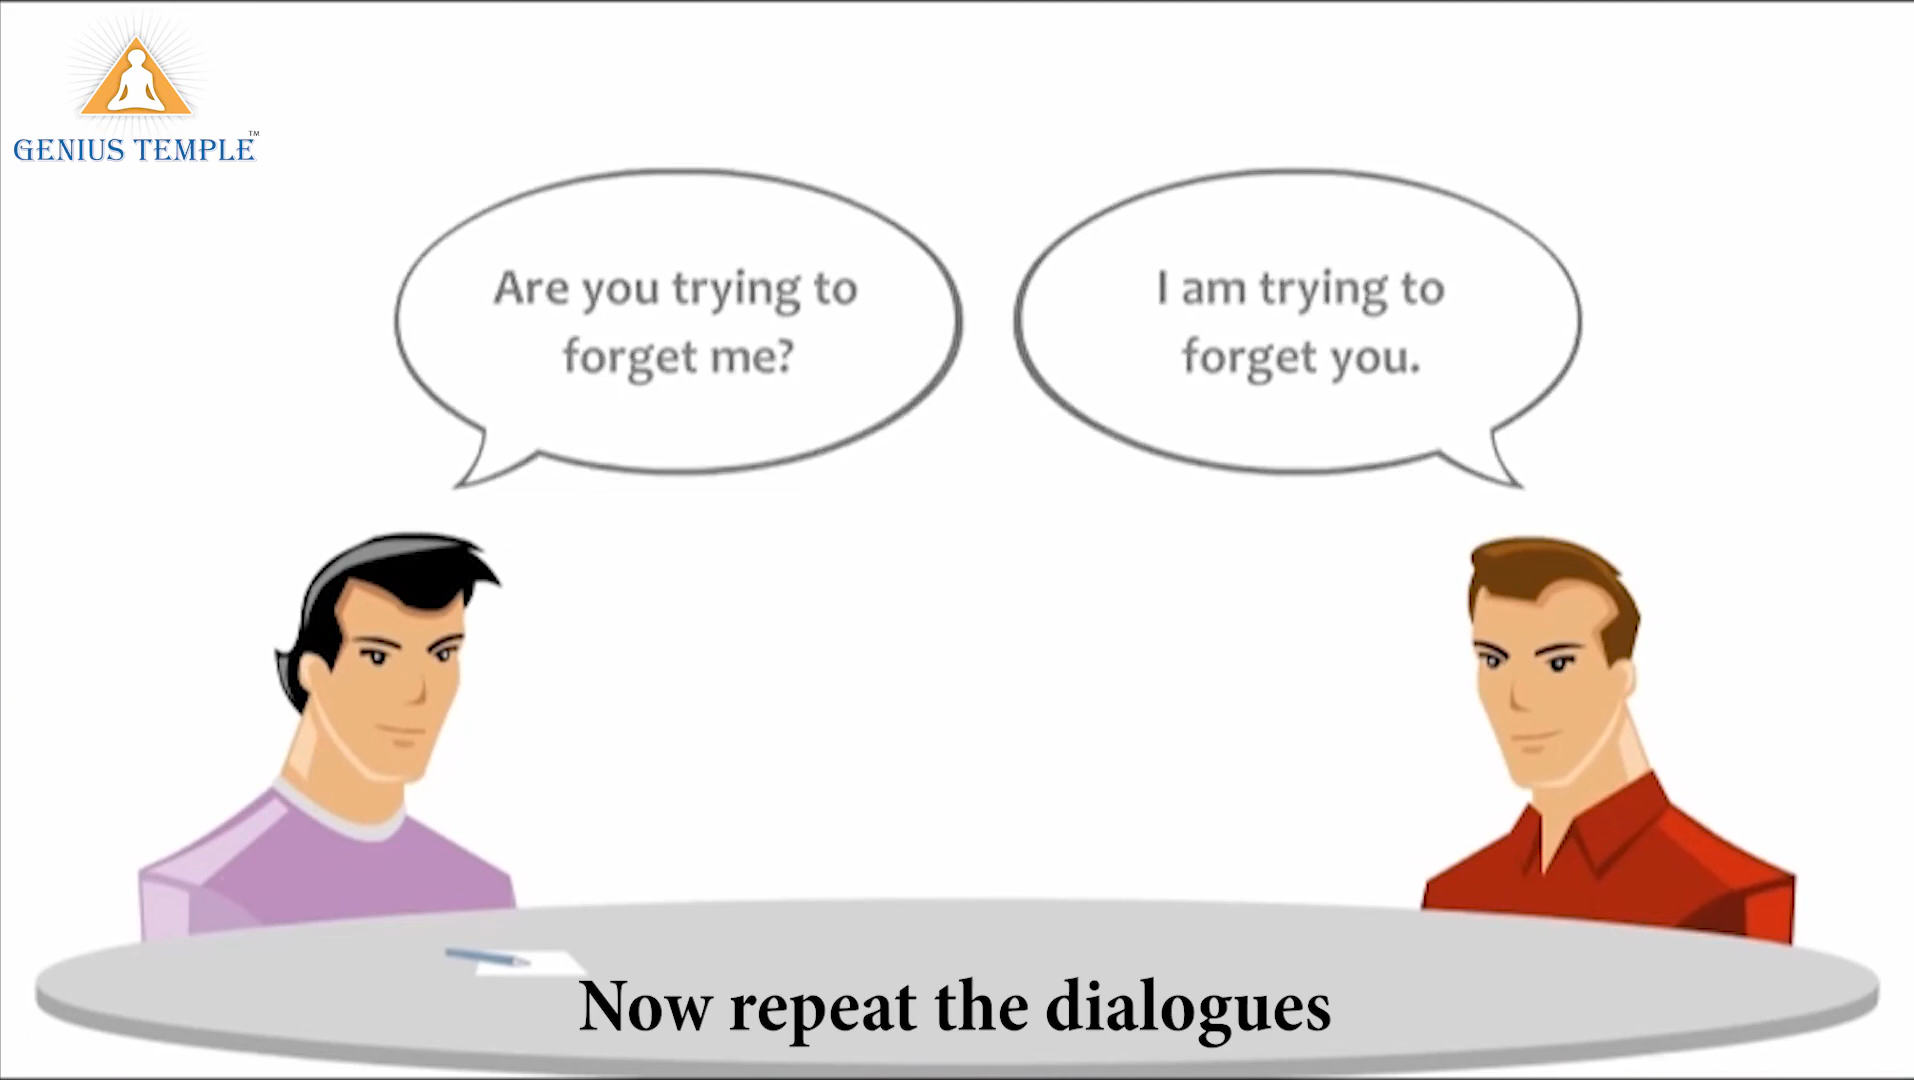 GENIUS TEMPLE™
Are you trying to
forget me?
I am trying to
forget you.
Now repeat the dialogues